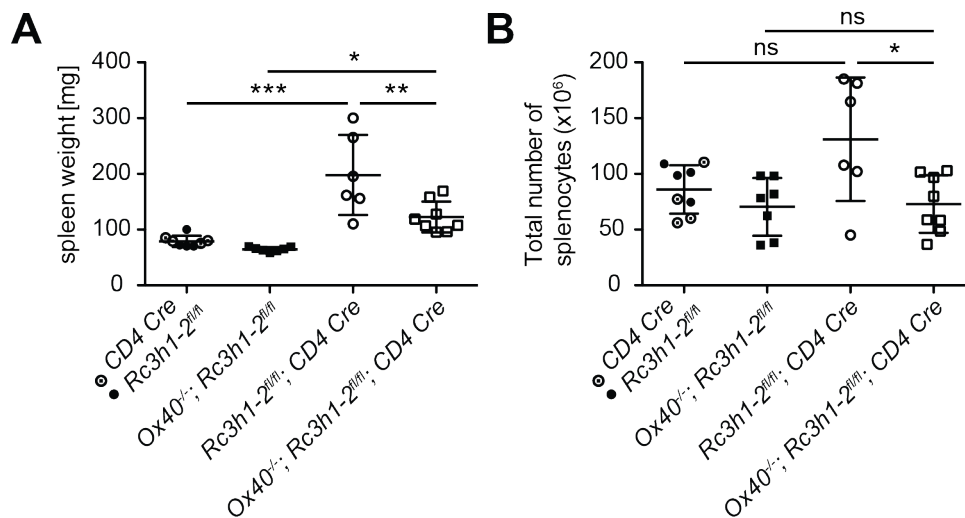 A
spleen weight [mg]
400
300
200
100
0
***
*
**
CD4 Cre
Rc3h1-2fl/fl
Ox40-/-; Rc3h1-2fl/fl
Rc3h1-2fl/fl; CD4 Cre
Ox40-/-; Rc3h1-2fl/fl; CD4 Cre
B
Total number of
splenocytes (x10⁶)
200
150
100
50
0
ns
ns
*
CD4 Cre
Rc3h1-2fl/fl
Ox40-/-; Rc3h1-2fl/fl
Rc3h1-2fl/fl; CD4 Cre
Ox40-/-; Rc3h1-2fl/fl; CD4 Cre